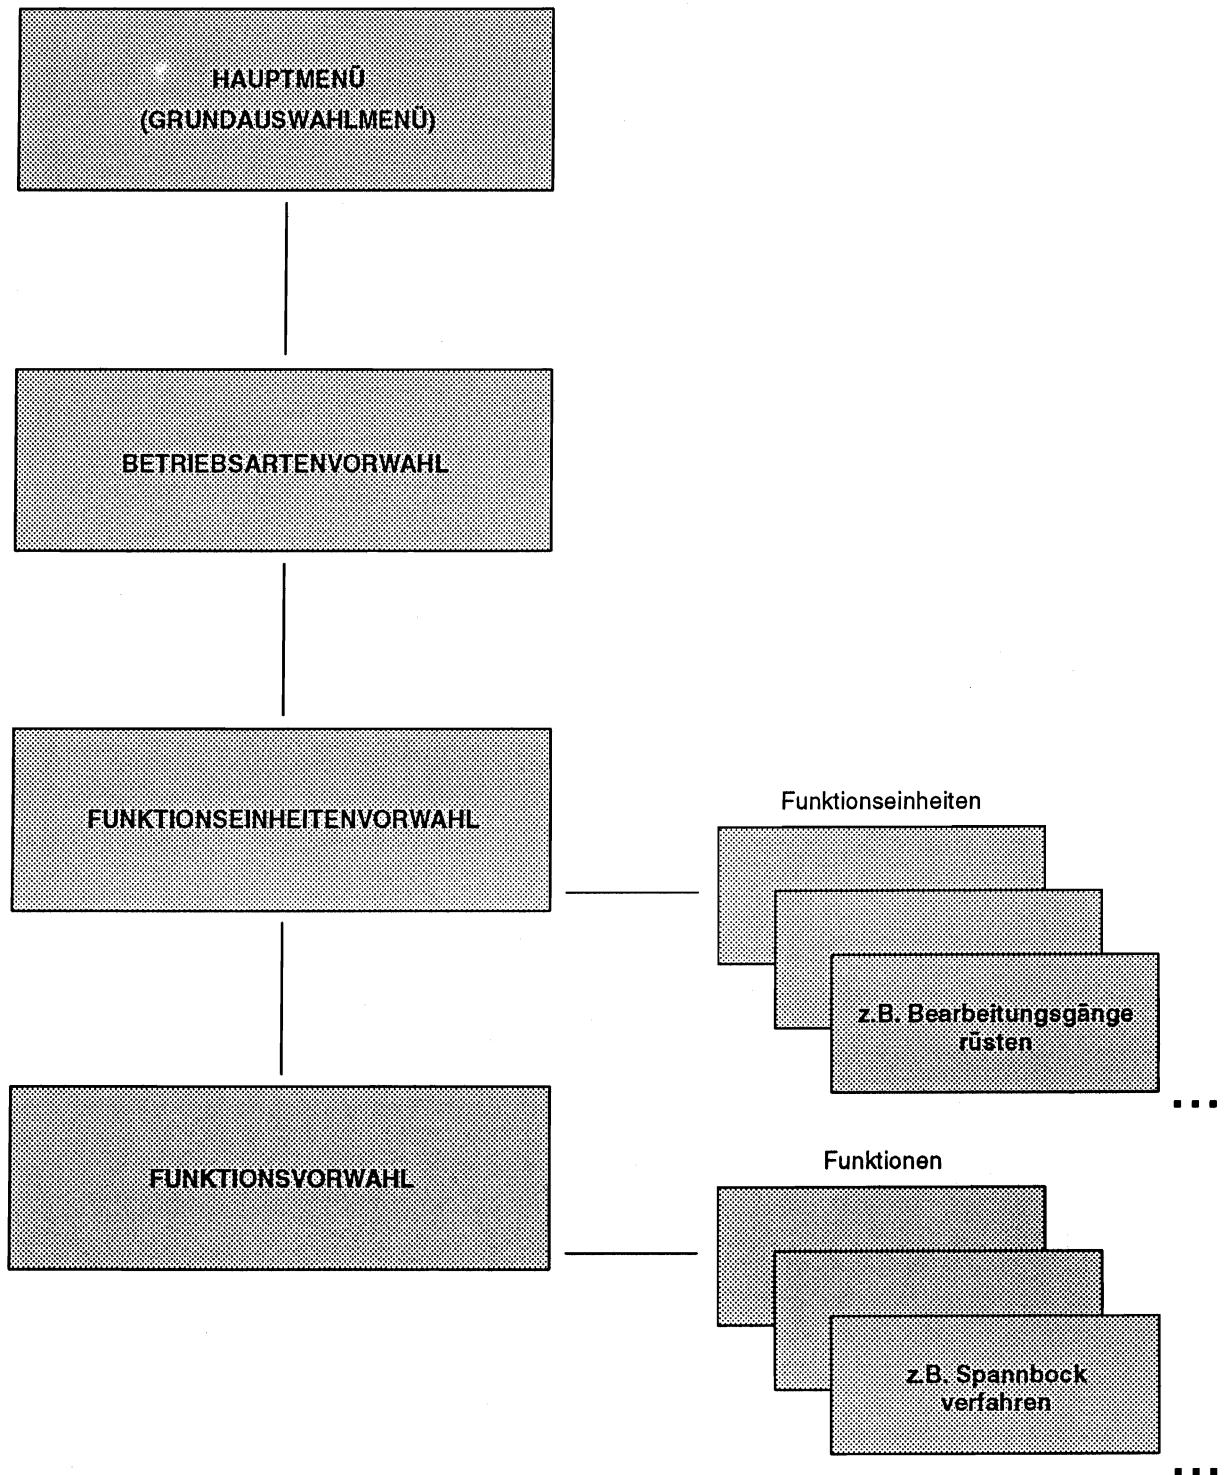 HAUPTMENÜ
(GRUNDAUSWAHLMENÜ)
BETRIEBSARTENVORWAHL
FUNKTIONSEINHEITENVORWAHL
Funktionseinheiten
z.B. Bearbeitungsgänge
rüsten
...
FUNKTIONSVORWAHL
Funktionen
z.B. Spannbock
verfahren
...